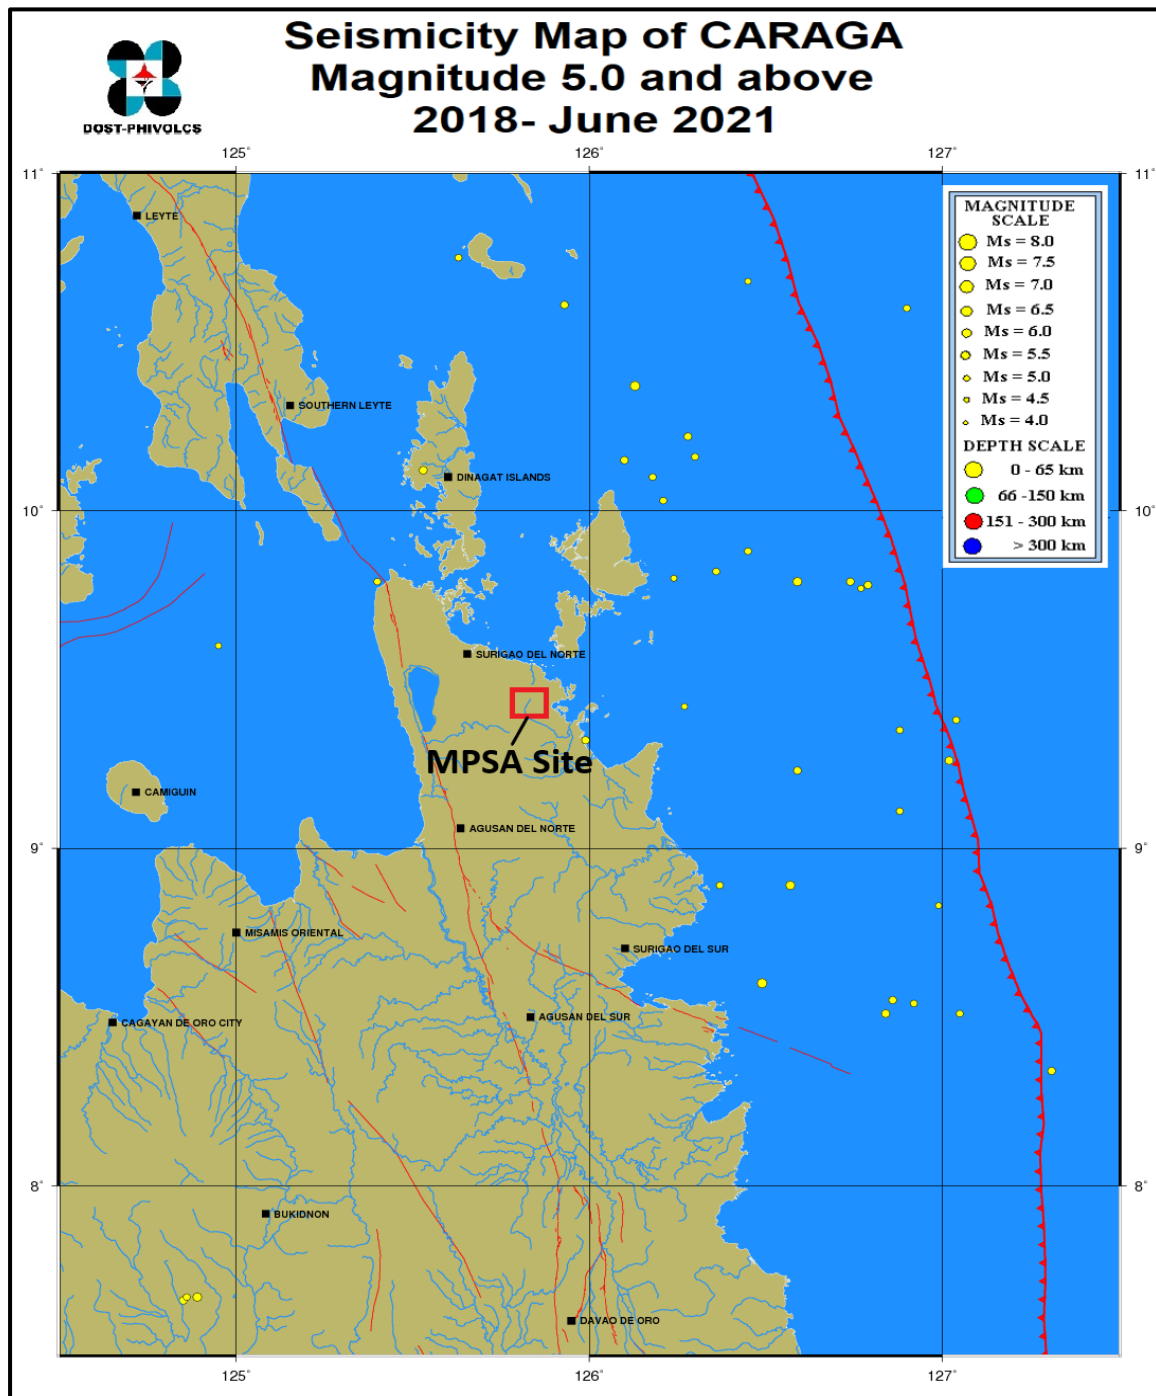 Seismicity Map of CARAGA
Magnitude 5.0 and above
2018- June 2021
DOST-PHIVOLCS
125°
126°
127°
11°
11°
MAGNITUDE
SCALE
Ms = 8.0
Ms = 7.5
Ms = 7.0
Ms = 6.5
Ms = 6.0
Ms = 5.5
Ms = 5.0
Ms = 4.5
Ms = 4.0
DEPTH SCALE
0 - 65 km
66 -150 km
151 - 300 km
> 300 km
LEYTE
SOUTHERN LEYTE
DINAGAT ISLANDS
10°
10°
SURIGAO DEL NORTE
MPSA Site
CAMIGUIN
AGUSAN DEL NORTE
9°
9°
MISAMIS ORIENTAL
SURIGAO DEL SUR
CAGAYAN DE ORO CITY
AGUSAN DEL SUR
8°
8°
BUKIDNON
DAVAO DE ORO
125°
126°
127°